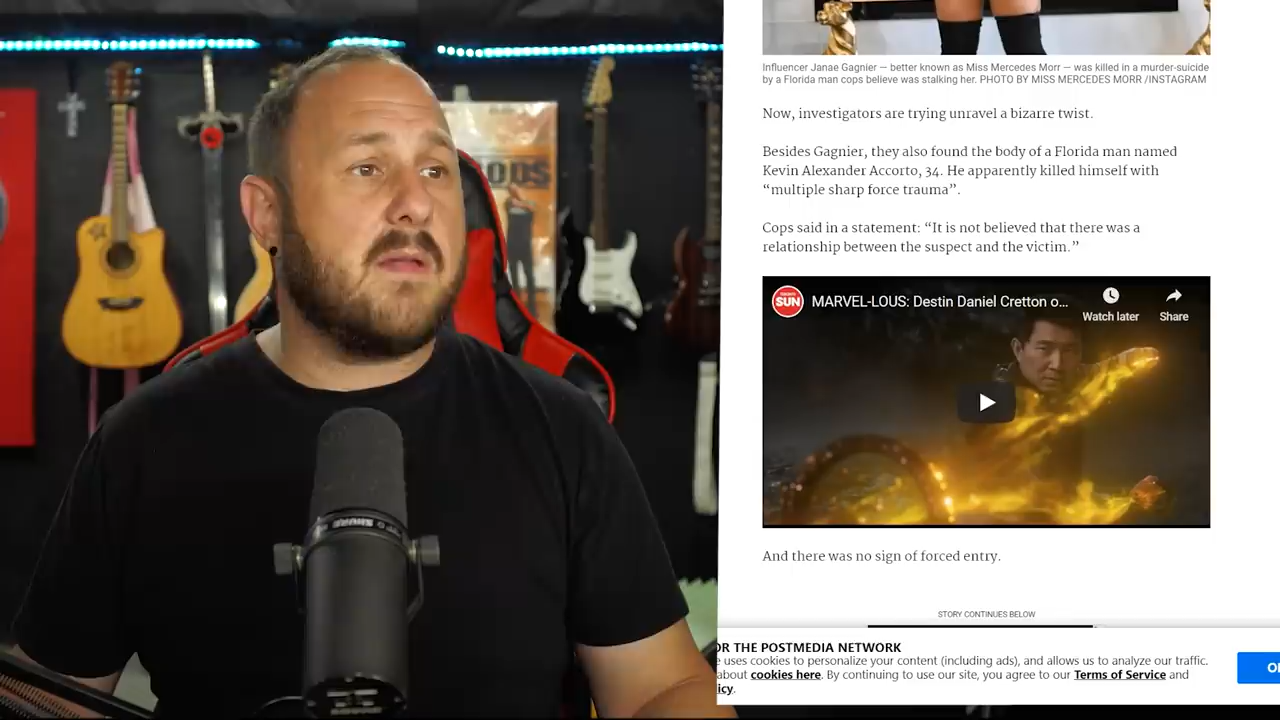 Influencer Janae Gagnier — better known as Miss Mercedes Morr — was killed in a murder-suicide
by a Florida man cops believe was stalking her. PHOTO BY MISS MERCEDES MORR /INSTAGRAM
Now, investigators are trying unravel a bizarre twist.
Besides Gagnier, they also found the body of a Florida man named
Kevin Alexander Accorto, 34. He apparently killed himself with
“multiple sharp force trauma”.
Cops said in a statement: “It is not believed that there was a
relationship between the suspect and the victim.”
SUN
MARVEL-LOUS: Destin Daniel Cretton o...
Watch later
Share
And there was no sign of forced entry.
STORY CONTINUES BELOW
OR THE POSTMEDIA NETWORK
e uses cookies to personalize your content (including ads), and allows us to analyze our traffic.
about cookies here. By continuing to use our site, you agree to our Terms of Service and
icy.
SHURE